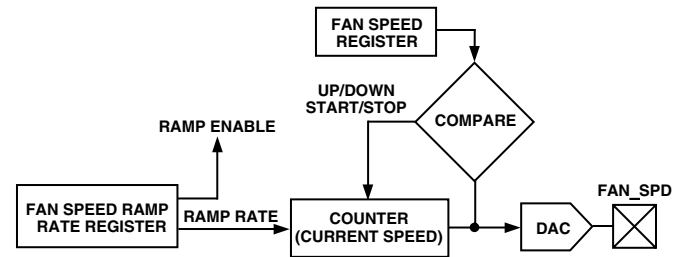 FAN SPEED
REGISTER
UP/DOWN
START/STOP
COMPARE
RAMP ENABLE
FAN_SPD
FAN SPEED RAMP
RATE REGISTER
RAMP RATE
COUNTER
(CURRENT SPEED)
DAC